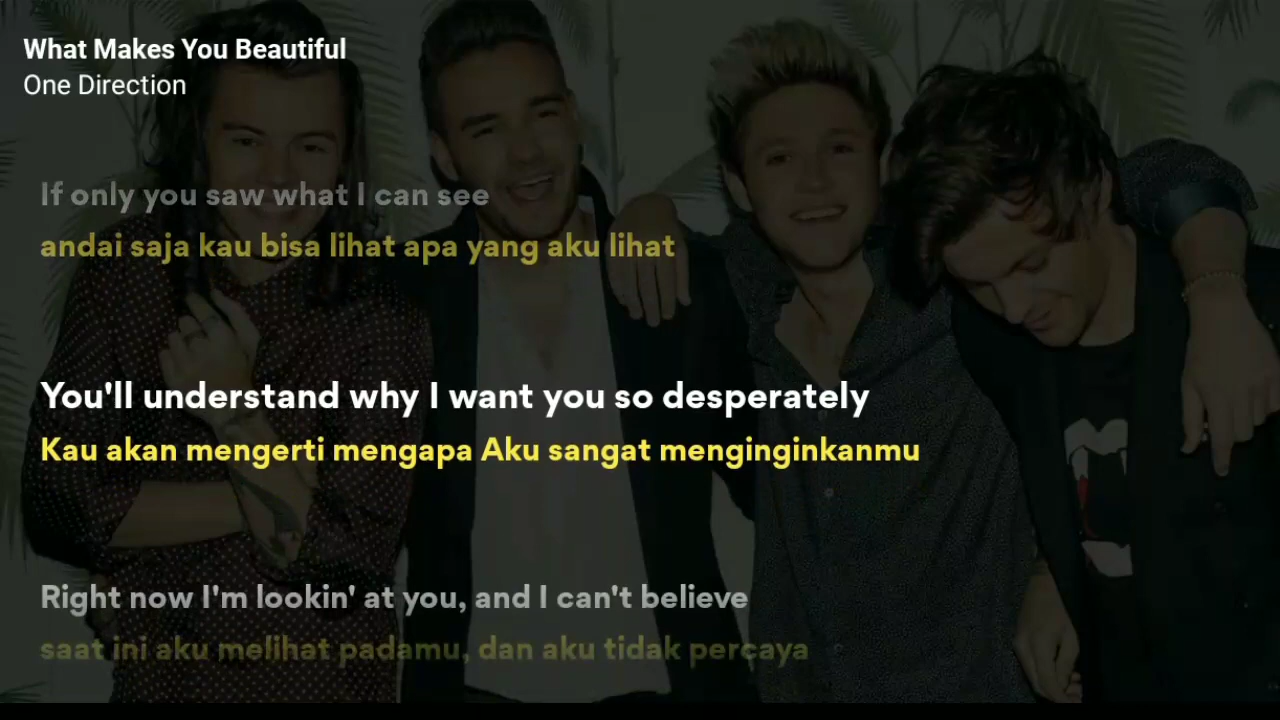 What Makes You Beautiful
One Direction
If only you saw what I can see
andai saja kau bisa lihat apa yang aku lihat
You'll understand why I want you so desperately
Kau akan mengerti mengapa Aku sangat menginginkanmu
Right now I'm lookin' at you, and I can't believe
saat ini aku melihat padamu, dan aku tidak percaya